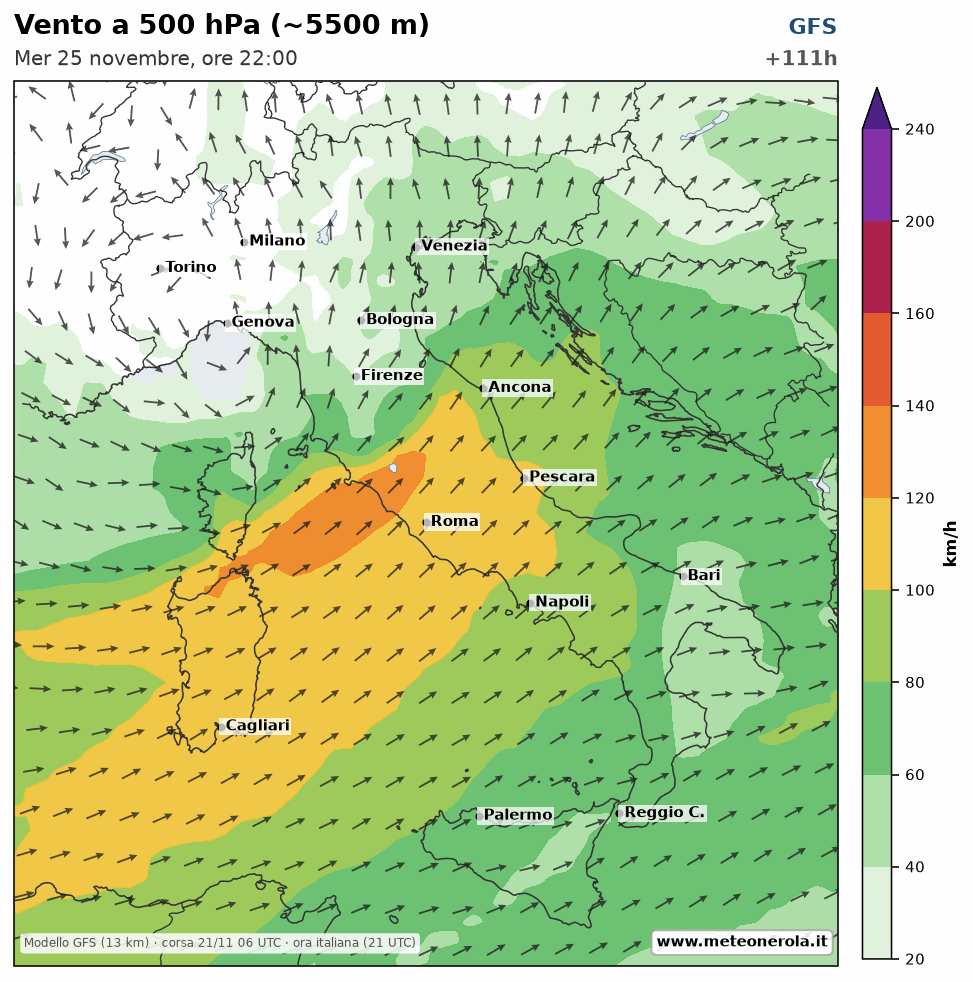 Vento a 500 hPa (~5500 m)
GFS
Mer 25 novembre, ore 22:00
+111h
240
200
160
140
120
100
80
60
40
20
km/h
Milano
Venezia
Torino
Genova
Bologna
Firenze
Ancona
Pescara
Roma
Bari
Napoli
Cagliari
Palermo
Reggio C.
Modello GFS (13 km) · corsa 21/11 06 UTC · ora italiana (21 UTC)
www.meteonerola.it